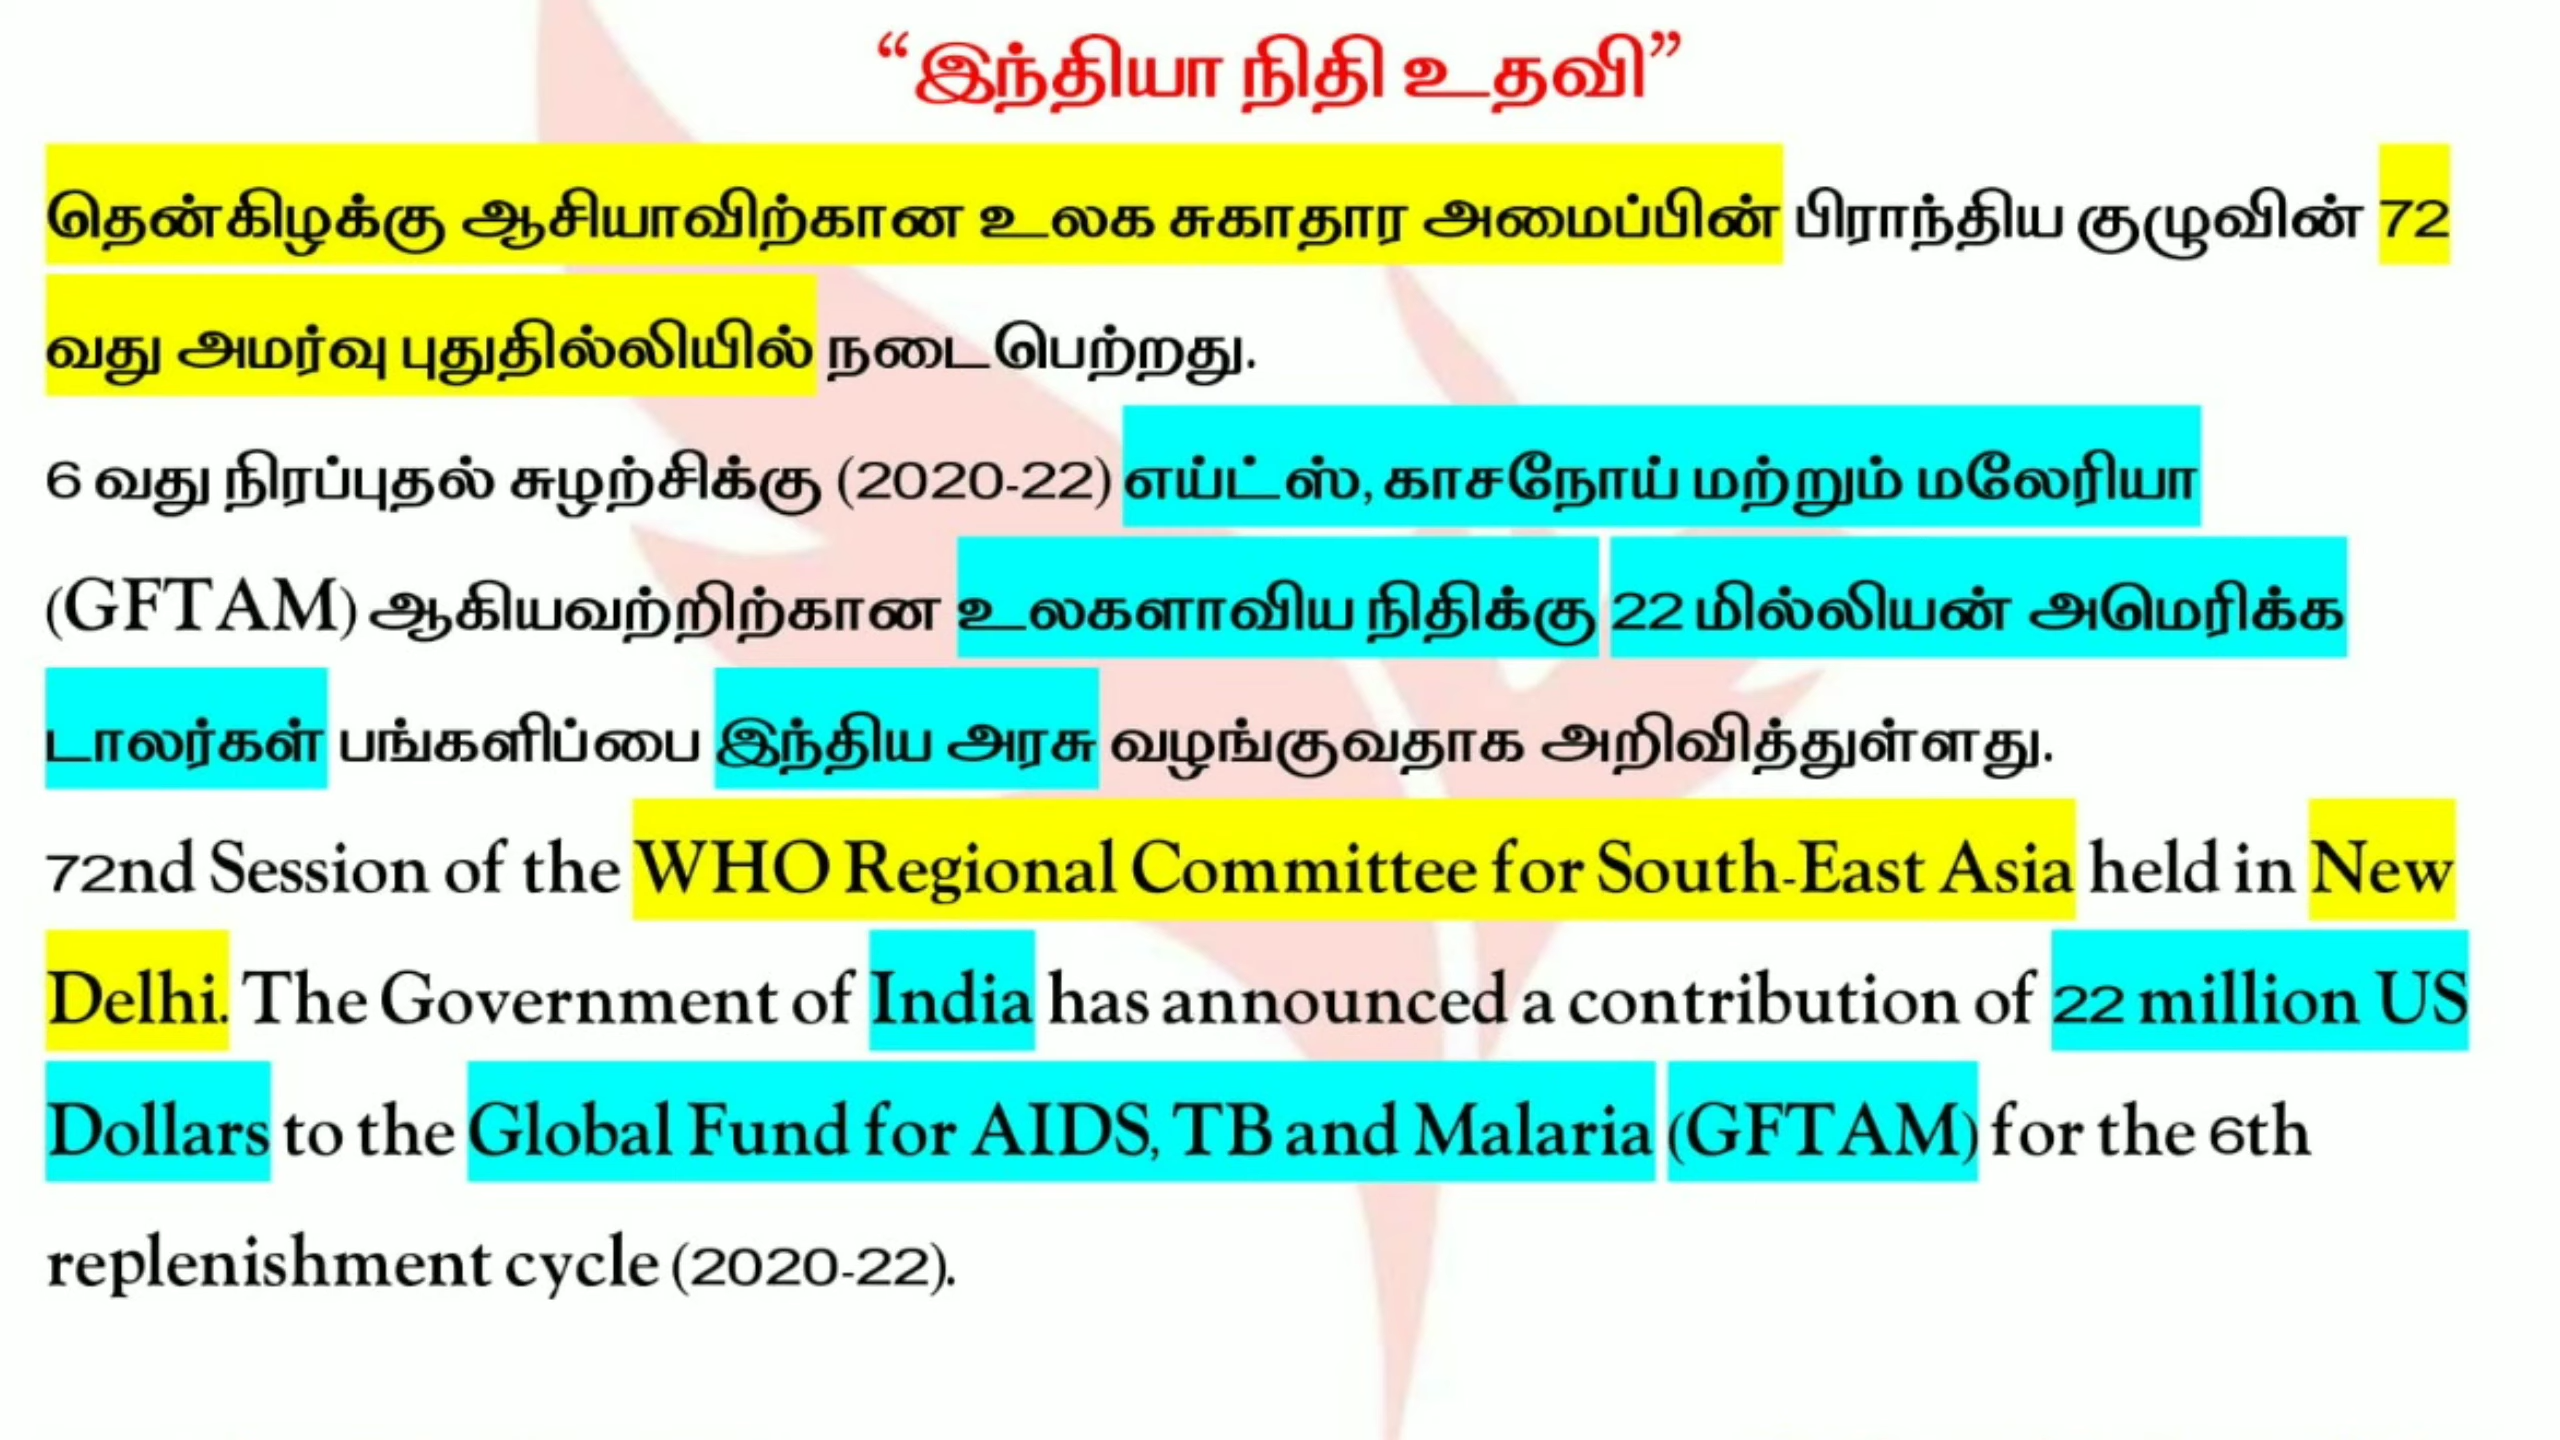 “இந்தியா நிதி உதவி”
தென்கிழக்கு ஆசியாவிற்கான உலக சுகாதார அமைப்பின் பிராந்திய குழுவின் 72
வது அமர்வு புதுதில்லியில் நடைபெற்றது.
6 வது நிரப்புதல் சுழற்சிக்கு (2020-22) எய்ட்ஸ், காசநோய் மற்றும் மலேரியா
(GFTAM) ஆகியவற்றிற்கான உலகளாவிய நிதிக்கு 22 மில்லியன் அமெரிக்க
டாலர்கள் பங்களிப்பை இந்திய அரசு வழங்குவதாக அறிவித்துள்ளது.
72nd Session of the WHO Regional Committee for South-East Asia held in New
Delhi. The Government of India has announced a contribution of 22 million US
Dollars to the Global Fund for AIDS, TB and Malaria (GFTAM) for the 6th
replenishment cycle (2020-22).